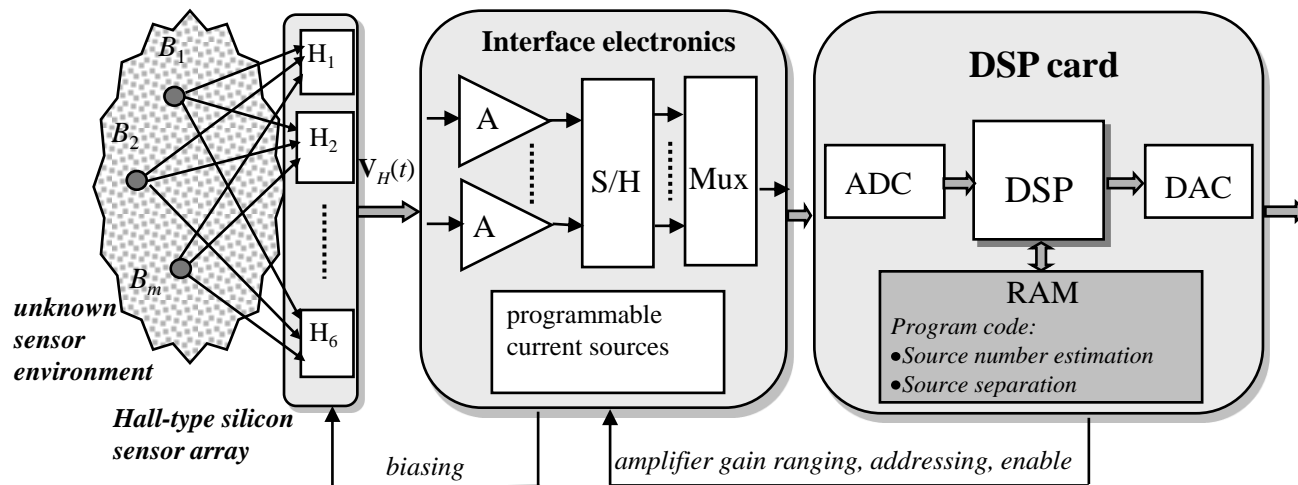 B1
B2
Bm
unknown
sensor
environment
H1
H2
H6
Hall-type silicon
sensor array
VH(t)
biasing
Interface electronics
A
A
S/H
Mux
programmable
current sources
amplifier gain ranging, addressing, enable
DSP card
ADC
DSP
DAC
RAM
Program code:
•Source number estimation
•Source separation